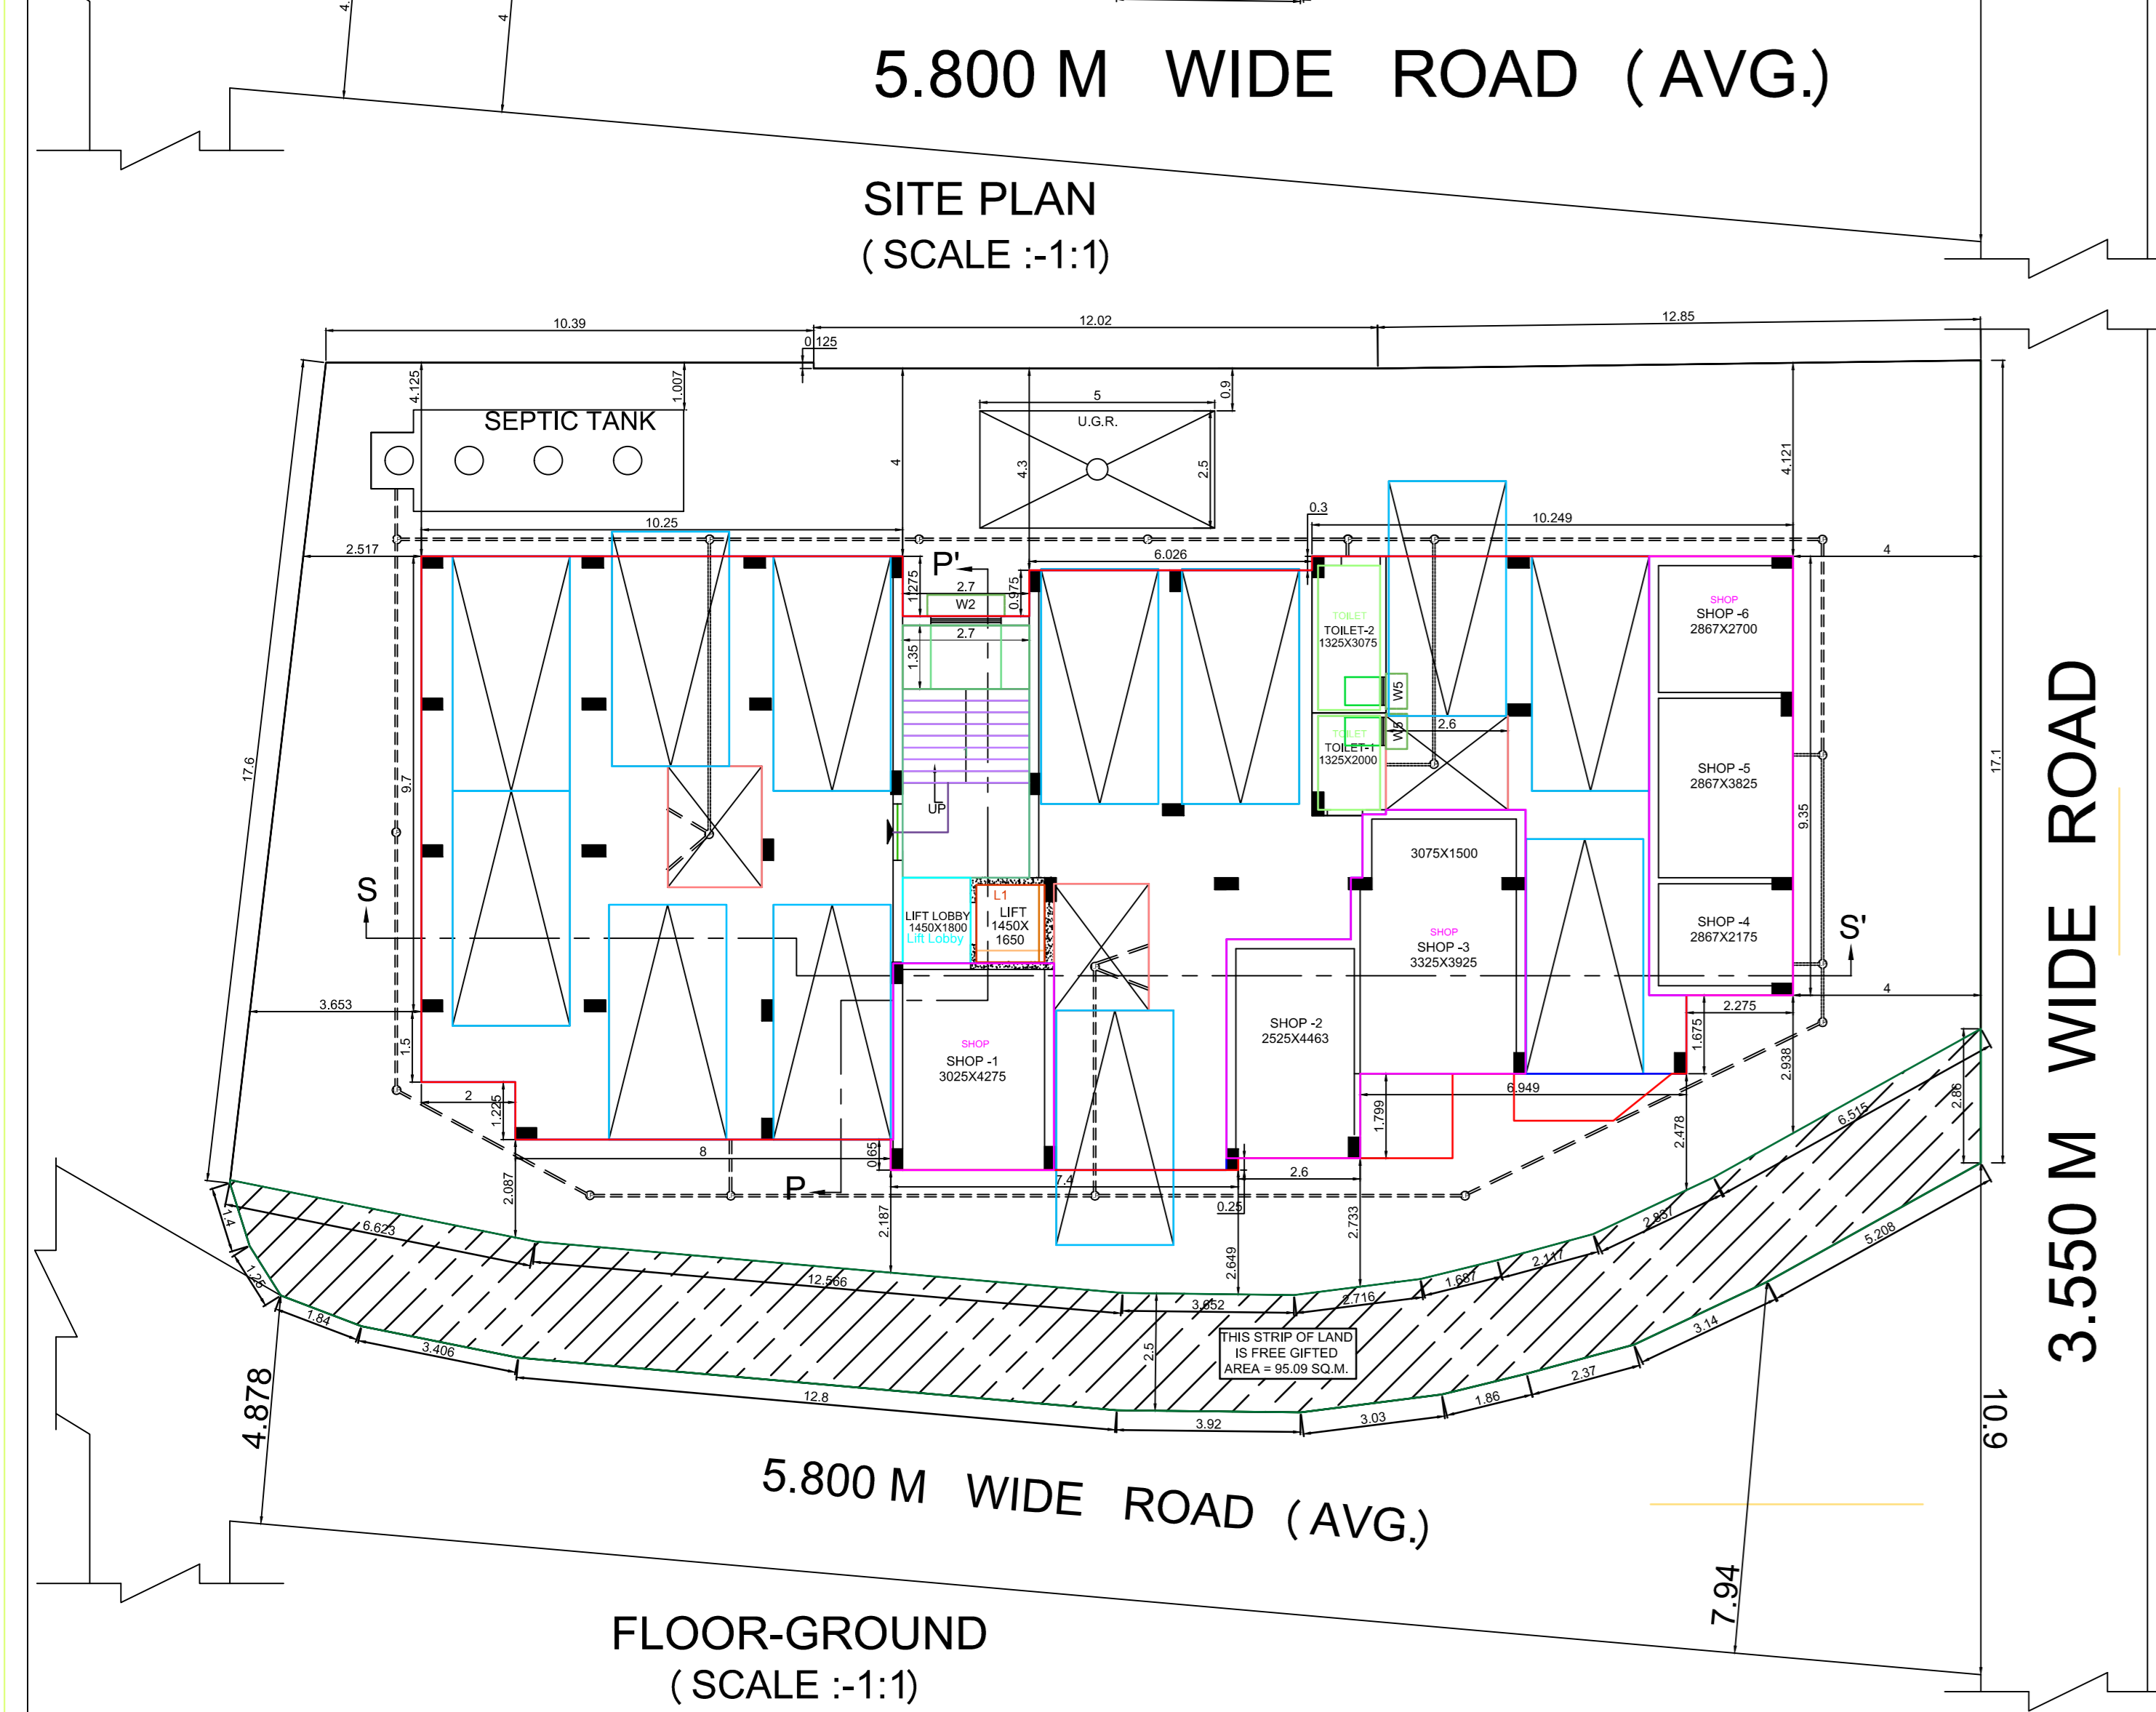 4
5.800 M WIDE ROAD ( AVG.)
SITE PLAN
( SCALE :-1:1)
10.39
12.02
12.85
0.125
4.125
1.007
0.9
5
SEPTIC TANK
U.G.R.
4
4.3
2.5
4.121
17.1
0.3
10.25
10.249
2.517
6.026
4
P'
1.275
2.7
0.975
W2
2.7
1.35
TOILET
TOILET-2
1325X3075
W5
W5
2.6
TOILET
TOILET-1
1325X2000
SHOP
SHOP -6
2867X2700
SHOP -5
2867X3825
9.35
17.6
9.7
UP
3075X1500
S
LIFT LOBBY
1450X1800
Lift Lobby
L1
LIFT
1450X
1650
SHOP
SHOP -3
3325X3925
SHOP -4
2867X2175
S'
3.653
4
2.275
1.5
1.675
2.938
SHOP
SHOP -1
3025X4275
SHOP -2
2525X4463
2
1.225
6.949
1.799
2.478
2.86
6.515
8
0.65
P
7.4
2.6
0.25
2.087
2.187
2.649
2.733
1.4
6.623
1.25
12.566
3.652
2.716
1.687
2.117
2.837
5.208
1.84
3.406
12.8
2.5
THIS STRIP OF LAND
IS FREE GIFTED
AREA = 95.09 SQ.M.
3.92
3.03
1.86
2.37
3.14
4.878
10.9
7.94
3.550 M WIDE ROAD
5.800 M WIDE ROAD ( AVG.)
FLOOR-GROUND
( SCALE :-1:1)